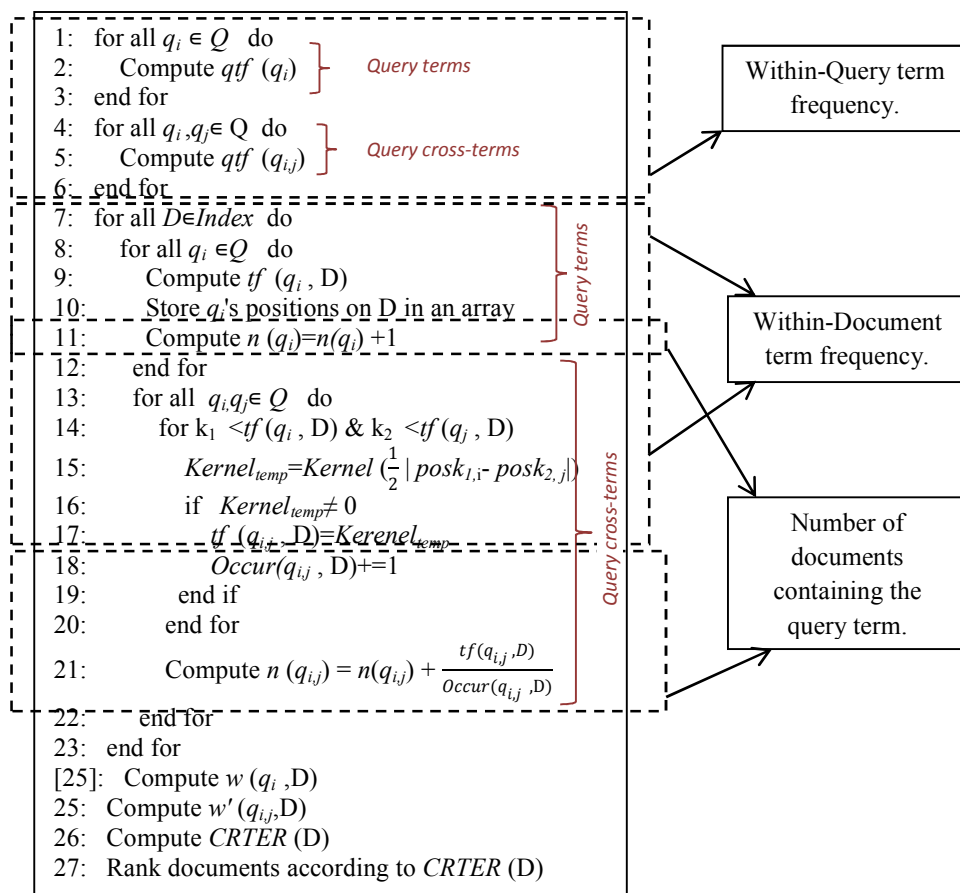 1: for all qi ∈ Q do
2: Compute qtf (qi)
Query terms
3: end for
4: for all qi ,qj∈ Q do
5: Compute qtf (qi,j)
Query cross-terms
6: end for
7: for all D∈Index do
8: for all qi ∈Q do
9: Compute tf (qi , D)
10: Store qi's positions on D in an array
11: Compute n (qi)=n(qi) +1
Query terms
12: end for
13: for all qi,qj∈ Q do
14: for k1 <tf (qi , D) & k2 <tf (qj , D)
15: Kerneltemp=Kernel (1/2 | posk1,i- posk2, j|)
16: if Kerneltemp≠ 0
17: tf (qi,j , D)=Kereneltemp
18: Occur(qi,j , D)+=1
19: end if
20: end for
21: Compute n (qi,j) = n(qi,j) + tf(qi,j ,D)/Occur(qi,j ,D)
Query cross-terms
22: end for
23: end for
[25]: Compute w (qi ,D)
25: Compute w' (qi,j,D)
26: Compute CRTER (D)
27: Rank documents according to CRTER (D)
Within-Query term
frequency.
Within-Document
term frequency.
Number of
documents
containing the
query term.